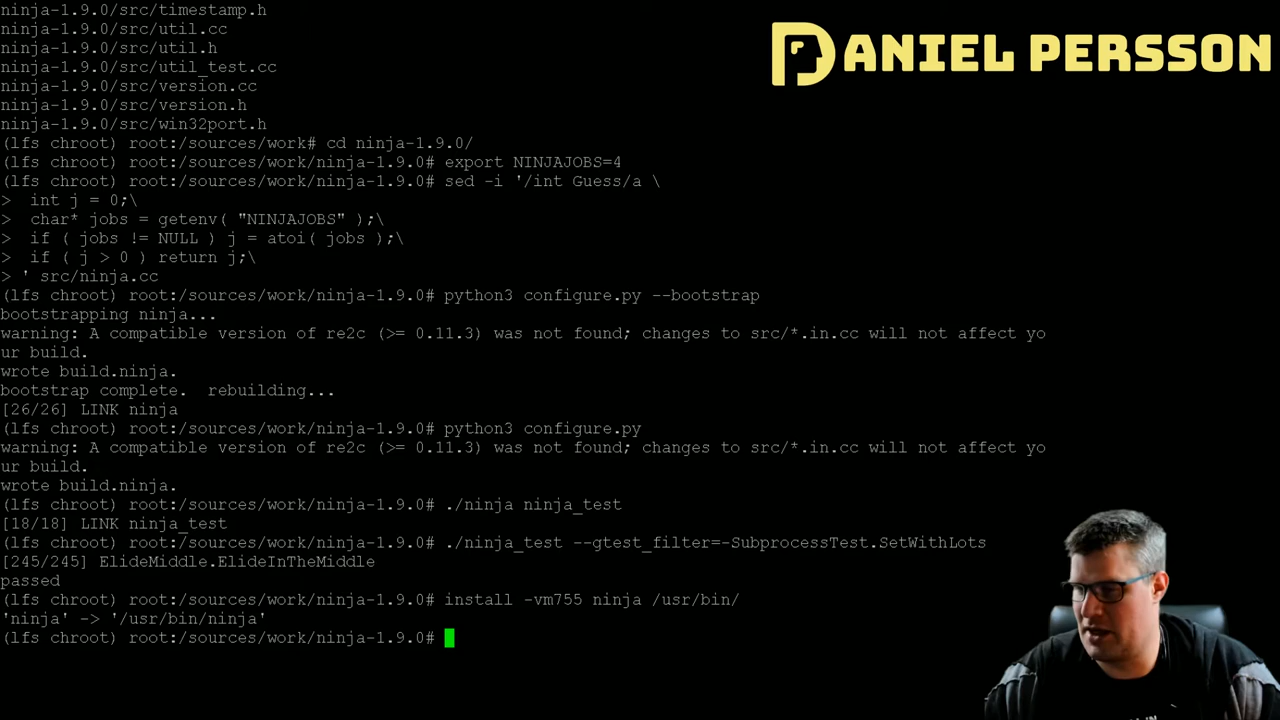 ninja-1.9.0/src/timestamp.h
ninja-1.9.0/src/util.cc
ninja-1.9.0/src/util.h
ninja-1.9.0/src/util_test.cc
ninja-1.9.0/src/version.cc
ninja-1.9.0/src/version.h
ninja-1.9.0/src/win32port.h
(lfs chroot) root:/sources/work# cd ninja-1.9.0/
(lfs chroot) root:/sources/work/ninja-1.9.0# export NINJAJOBS=4
(lfs chroot) root:/sources/work/ninja-1.9.0# sed -i '/int Guess/a \
>  int j = 0;\
>  char* jobs = getenv( "NINJAJOBS" );\
>  if ( jobs != NULL ) j = atoi( jobs );\
>  if ( j > 0 ) return j;\
> ' src/ninja.cc
(lfs chroot) root:/sources/work/ninja-1.9.0# python3 configure.py --bootstrap
bootstrapping ninja...
warning: A compatible version of re2c (>= 0.11.3) was not found; changes to src/*.in.cc will not affect yo
ur build.
wrote build.ninja.
bootstrap complete.  rebuilding...
[26/26] LINK ninja
(lfs chroot) root:/sources/work/ninja-1.9.0# python3 configure.py
warning: A compatible version of re2c (>= 0.11.3) was not found; changes to src/*.in.cc will not affect yo
ur build.
wrote build.ninja.
(lfs chroot) root:/sources/work/ninja-1.9.0# ./ninja ninja_test
[18/18] LINK ninja_test
(lfs chroot) root:/sources/work/ninja-1.9.0# ./ninja_test --gtest_filter=-SubprocessTest.SetWithLots
[245/245] ElideMiddle.ElideInTheMiddle
passed
(lfs chroot) root:/sources/work/ninja-1.9.0# install -vm755 ninja /usr/bin/
'ninja' -> '/usr/bin/ninja'
(lfs chroot) root:/sources/work/ninja-1.9.0#
DANIEL PERSSON